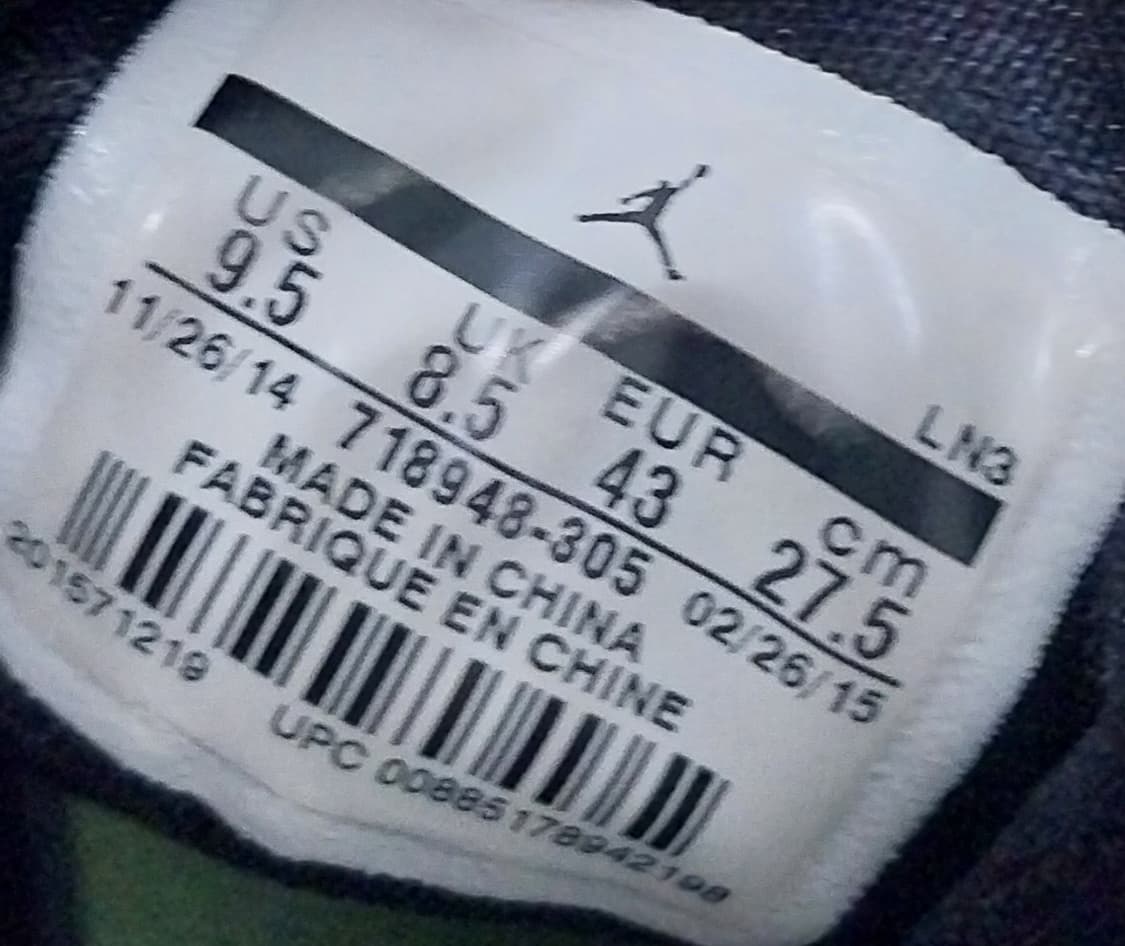 LN3
US UK EUR cm
9.5 8.5 43 27.5
11/26/14 718948-305 02/26/15
MADE IN CHINA
FABRIQUE EN CHINE
2015671219
UPC 00885178942198